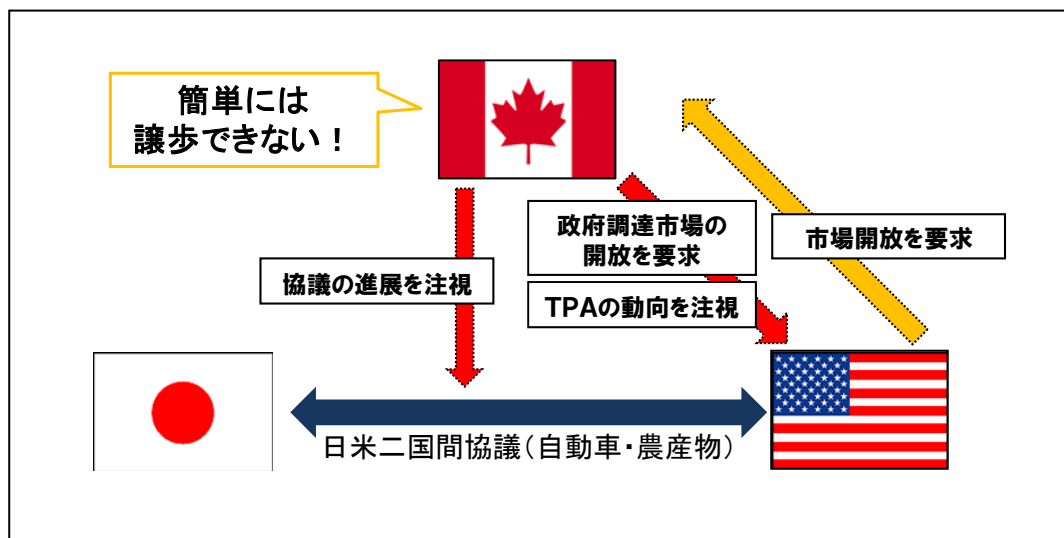 簡単には
譲歩できない！
政府調達市場の
開放を要求
市場開放を要求
協議の進展を注視
TPAの動向を注視
日米二国間協議（自動車・農産物）